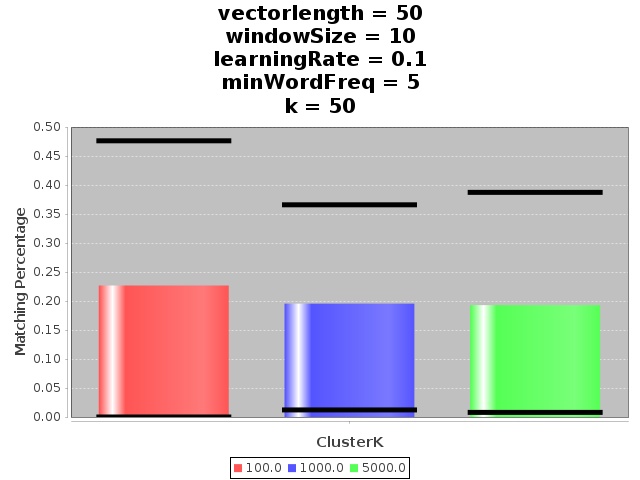 vectorlength = 50
windowSize = 10
learningRate = 0.1
minWordFreq = 5
k = 50
0.50
0.45
0.40
0.35
0.30
0.25
0.20
0.15
0.10
0.05
0.00
Matching Percentage
ClusterK
100.0 1000.0 5000.0